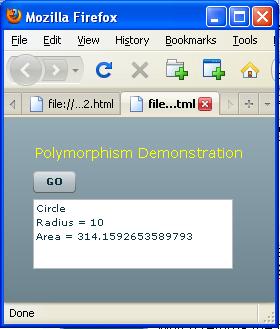 Mozilla Firefox
File Edit View History Bookmarks Tools
file://...2.html file...tml
Polymorphism Demonstration
GO
Circle
Radius = 10
Area = 314.1592653589793
Done